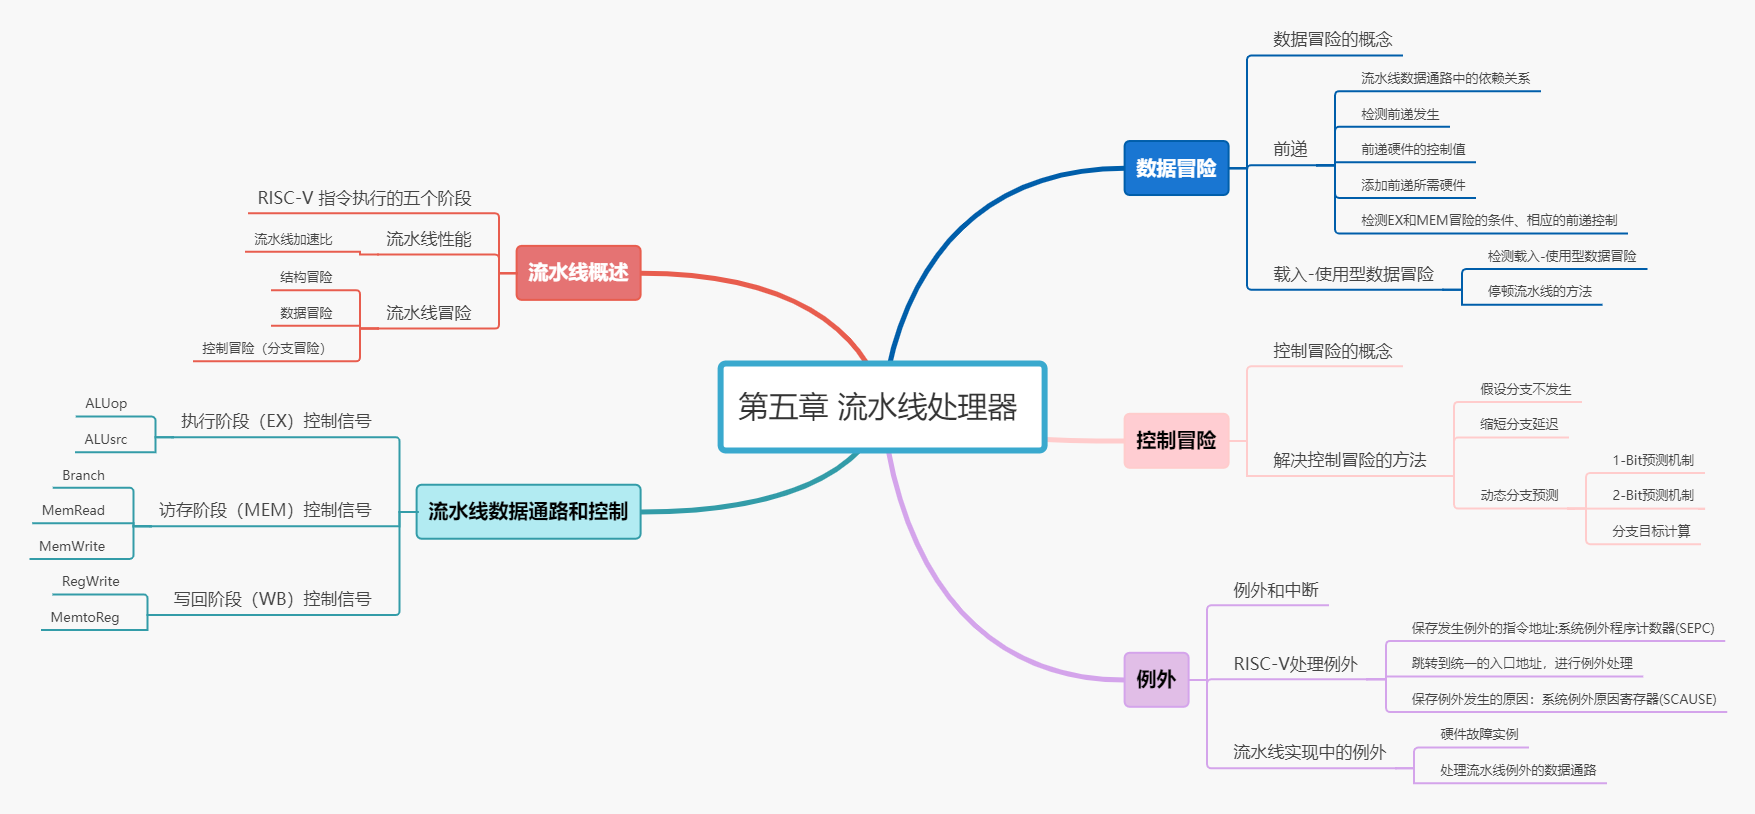 第五章 流水线处理器
流水线概述
RISC-V 指令执行的五个阶段
流水线性能
流水线加速比
流水线冒险
结构冒险
数据冒险
控制冒险（分支冒险）
流水线数据通路和控制
执行阶段（EX）控制信号
ALUop
ALUsrc
访存阶段（MEM）控制信号
Branch
MemRead
MemWrite
写回阶段（WB）控制信号
RegWrite
MemtoReg
数据冒险
数据冒险的概念
前递
流水线数据通路中的依赖关系
检测前递发生
前递硬件的控制值
添加前递所需硬件
检测EX和MEM冒险的条件、相应的前递控制
载入-使用型数据冒险
检测载入-使用型数据冒险
停顿流水线的方法
控制冒险
控制冒险的概念
解决控制冒险的方法
假设分支不发生
缩短分支延迟
动态分支预测
1-Bit预测机制
2-Bit预测机制
分支目标计算
例外
例外和中断
RISC-V处理例外
保存发生例外的指令地址:系统例外程序计数器(SEPC)
跳转到统一的入口地址，进行例外处理
保存例外发生的原因：系统例外原因寄存器(SCAUSE)
流水线实现中的例外
硬件故障实例
处理流水线例外的数据通路